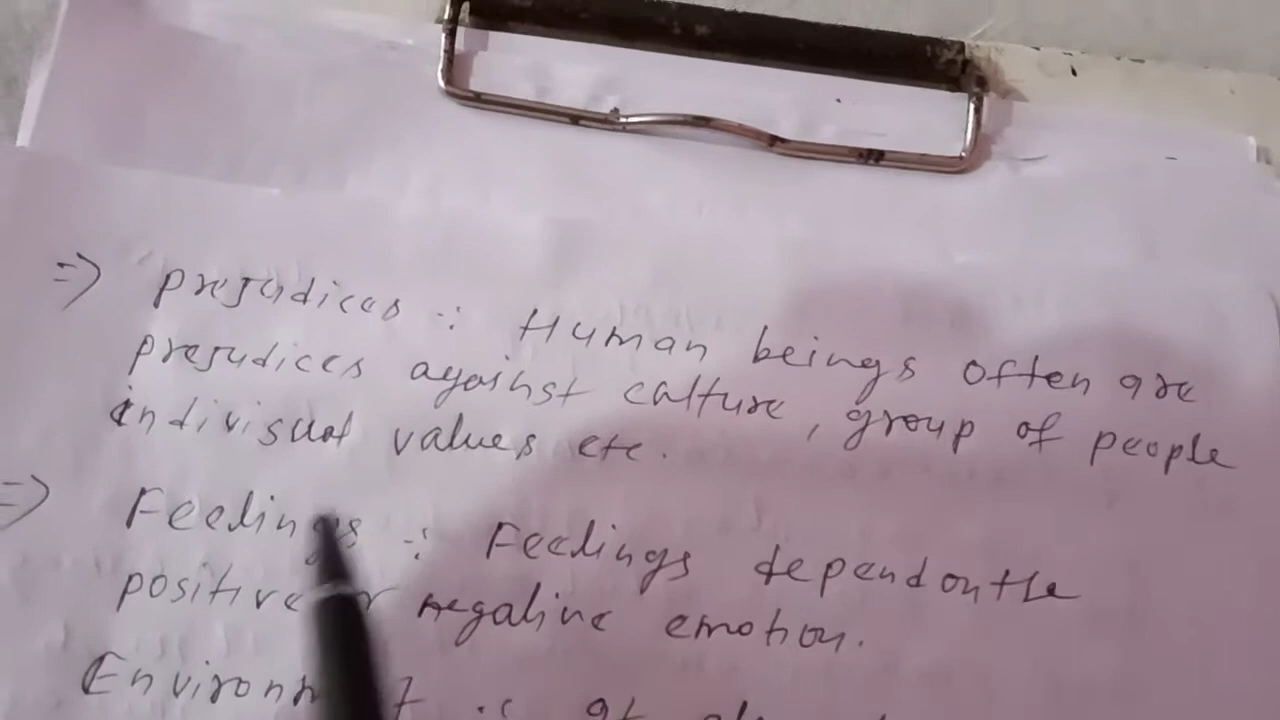 => Prejudices :- Human beings often are
prejudices against culture, group of people
indivisual values etc.
=> Feelings :- Feelings depend on the
positive or negative emotion.
Environment :-